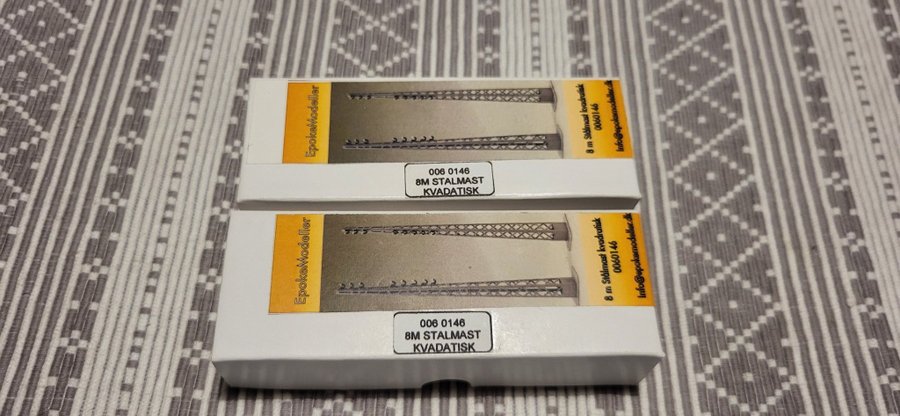 EpokeModeller
8 m Stålmast kvadratisk
0060146
Info@epokemodeller.dk
006 0146
8M STALMAST
KVADATISK
EpokeModeller
8 m Stålmast kvadratisk
0060146
Info@epokemodeller.dk
006 0146
8M STALMAST
KVADATISK